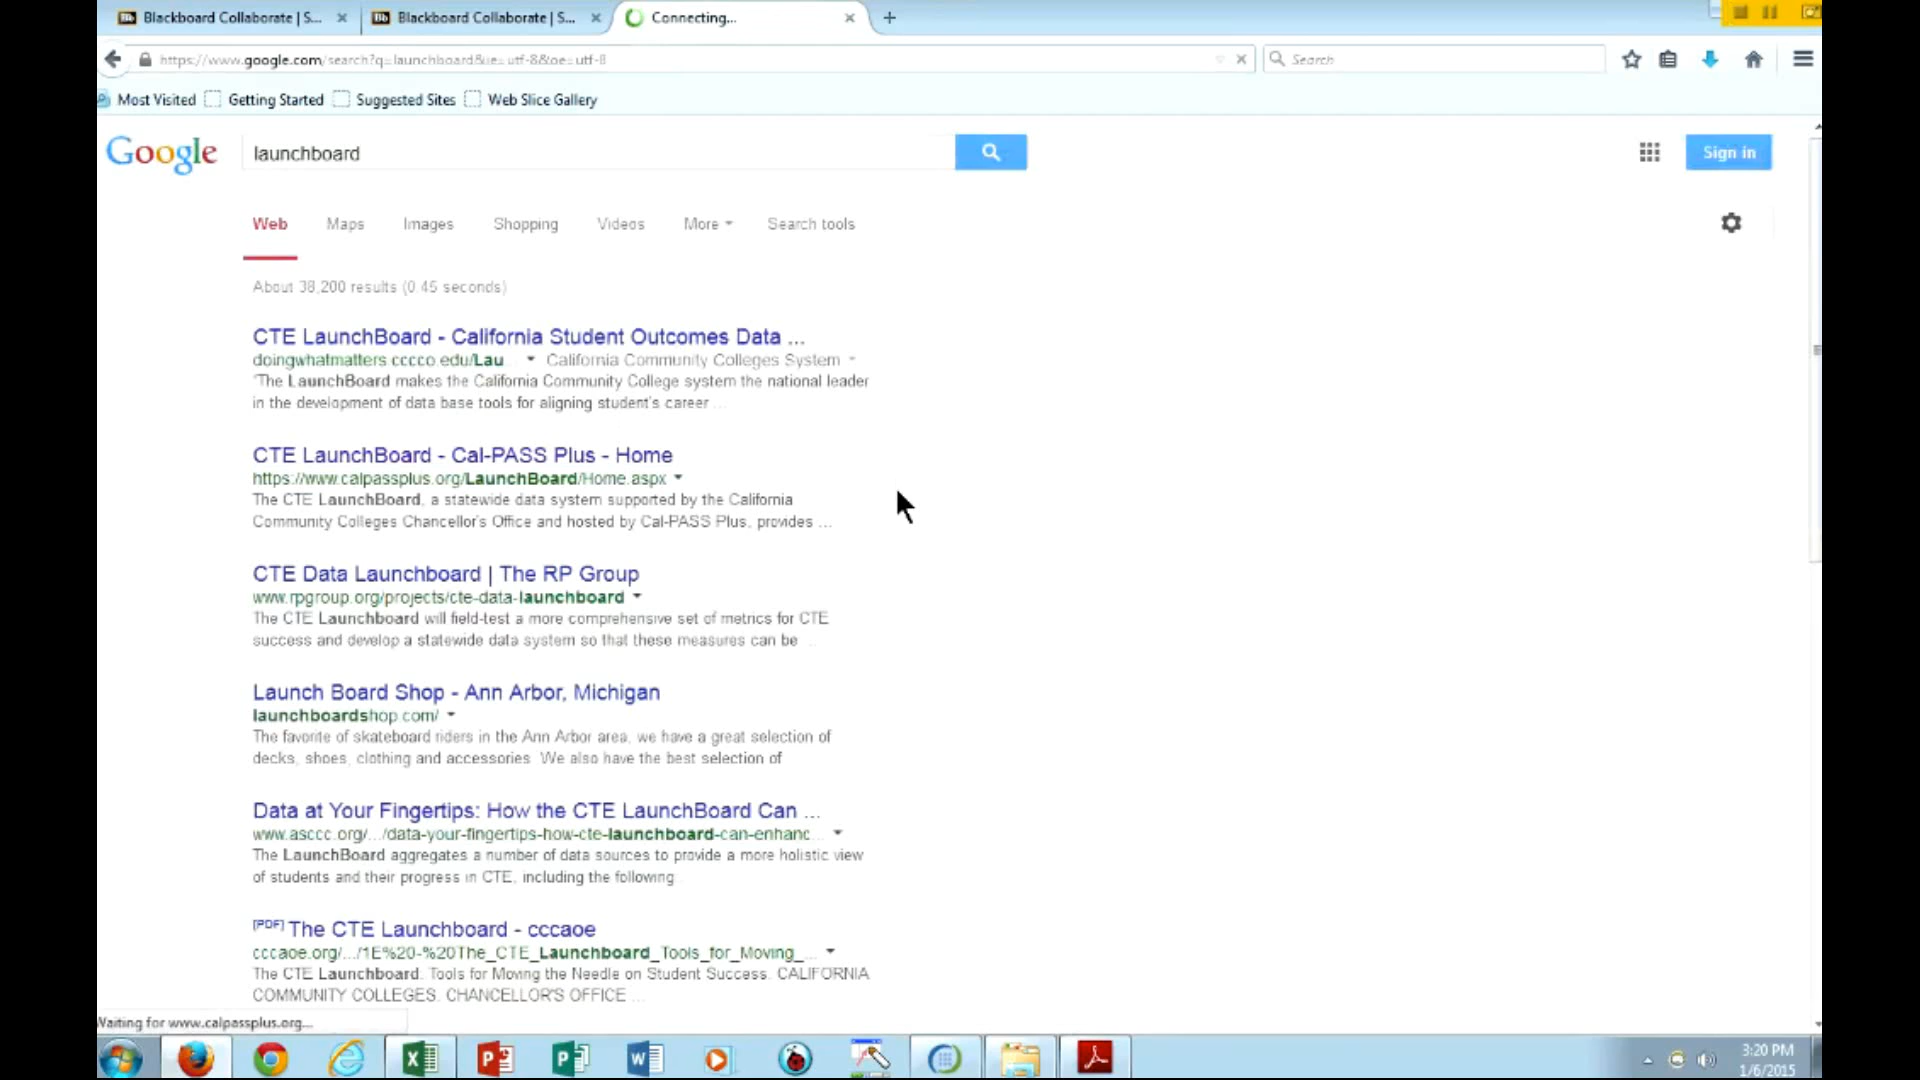 Blackboard Collaborate | S... Blackboard Collaborate | S... Connecting...
https://www.google.com/search?q=launchboard&ie=utf-8&oe=utf-8 Search
Most Visited Getting Started Suggested Sites Web Slice Gallery
Google launchboard Sign in
Web Maps Images Shopping Videos More Search tools
About 38,200 results (0.45 seconds)
CTE LaunchBoard - California Student Outcomes Data ...
doingwhatmatters.cccco.edu/Lau... California Community Colleges System
"The LaunchBoard makes the California Community College system the national leader
in the development of data base tools for aligning student's career ...
CTE LaunchBoard - Cal-PASS Plus - Home
https://www.calpassplus.org/LaunchBoard/Home.aspx
The CTE LaunchBoard, a statewide data system supported by the California
Community Colleges Chancellor's Office and hosted by Cal-PASS Plus, provides ...
CTE Data Launchboard | The RP Group
www.rpgroup.org/projects/cte-data-launchboard
The CTE Launchboard will field-test a more comprehensive set of metrics for CTE
success and develop a statewide data system so that these measures can be ...
Launch Board Shop - Ann Arbor, Michigan
launchboardshop.com/
The favorite of skateboard riders in the Ann Arbor area, we have a great selection of
decks, shoes, clothing and accessories. We also have the best selection of
Data at Your Fingertips: How the CTE LaunchBoard Can ...
www.asccc.org/.../data-your-fingertips-how-cte-launchboard-can-enhanc...
The LaunchBoard aggregates a number of data sources to provide a more holistic view
of students and their progress in CTE, including the following
[PDF] The CTE Launchboard - cccaoe
cccaoe.org/.../1E%20-%20The_CTE_Launchboard_Tools_for_Moving_...
The CTE Launchboard. Tools for Moving the Needle on Student Success. CALIFORNIA
COMMUNITY COLLEGES. CHANCELLOR'S OFFICE ...
Waiting for www.calpassplus.org...
3:20 PM
1/6/2015